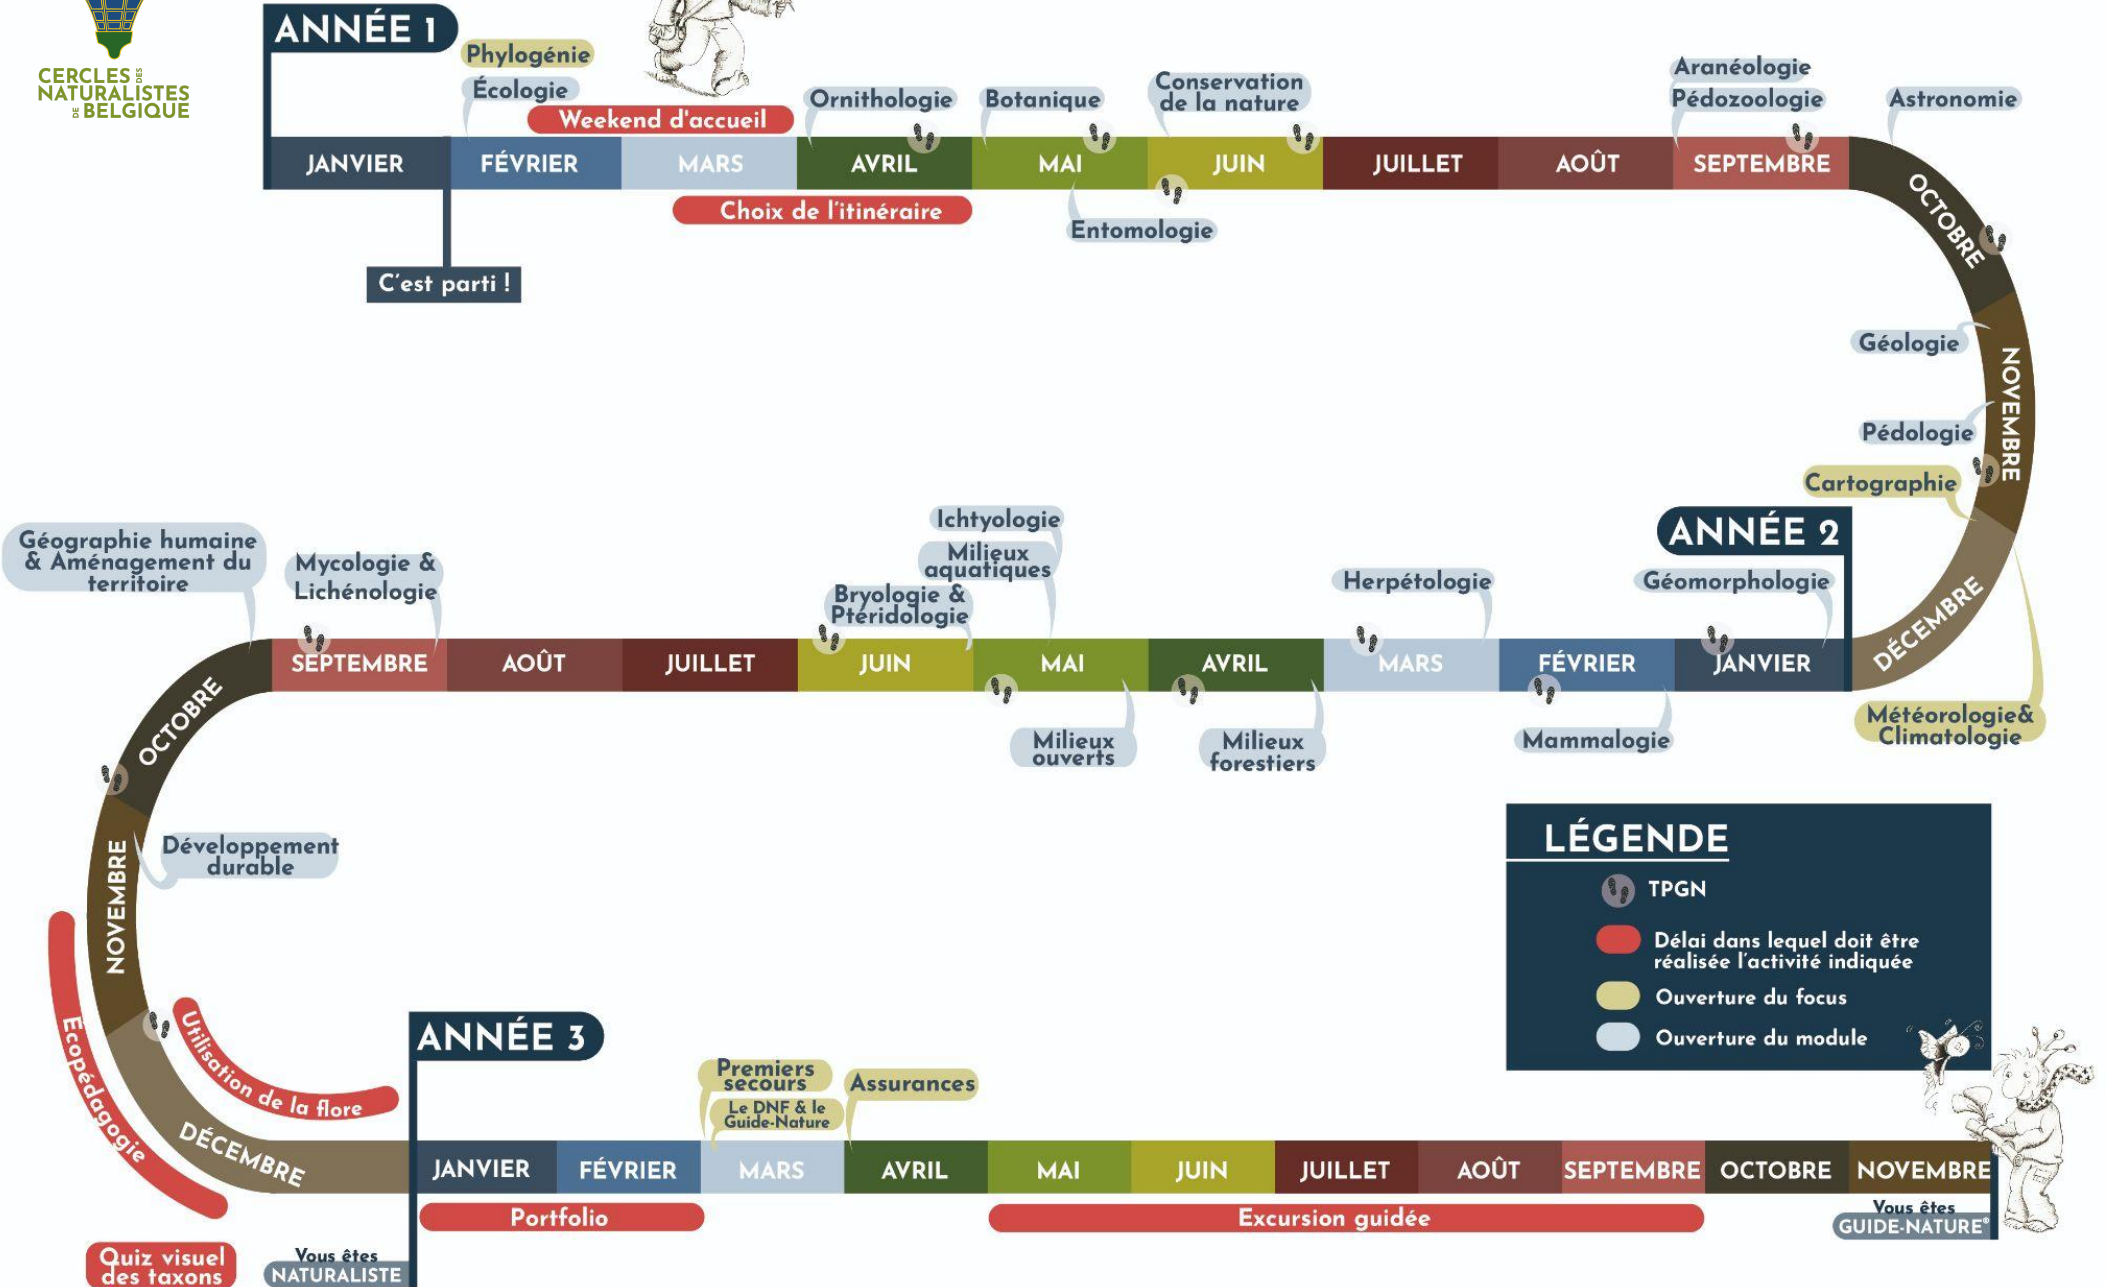 CERCLES DES
NATURALISTES
DE BELGIQUE
ANNÉE 1
Phylogénie
Écologie
Weekend d'accueil
Ornithologie
Botanique
Conservation
de la nature
Aranéologie
Pédozoologie
Astronomie
JANVIER
FÉVRIER
MARS
AVRIL
MAI
JUIN
JUILLET
AOÛT
SEPTEMBRE
OCTOBRE
Choix de l'itinéraire
Entomologie
C'est parti !
Géologie
NOVEMBRE
Pédologie
Cartographie
DÉCEMBRE
Météorologie&
Climatologie
ANNÉE 2
Géomorphologie
Herpétologie
Ichtyologie
Milieux
aquatiques
Bryologie &
Ptéridologie
Mycologie &
Lichénologie
Géographie humaine
& Aménagement du
territoire
SEPTEMBRE
AOÛT
JUILLET
JUIN
MAI
AVRIL
MARS
FÉVRIER
JANVIER
Milieux
ouverts
Milieux
forestiers
Mammalogie
OCTOBRE
NOVEMBRE
Développement
durable
Écopédagogie
Utilisation de la flore
DÉCEMBRE
Quiz visuel
des taxons
Vous êtes
NATURALISTE
LÉGENDE
TPGN
Délai dans lequel doit être
réalisée l'activité indiquée
Ouverture du focus
Ouverture du module
ANNÉE 3
Premiers
secours
Le DNF & le
Guide-Nature
Assurances
JANVIER
FÉVRIER
MARS
AVRIL
MAI
JUIN
JUILLET
AOÛT
SEPTEMBRE
OCTOBRE
NOVEMBRE
Portfolio
Excursion guidée
Vous êtes
GUIDE-NATURE®